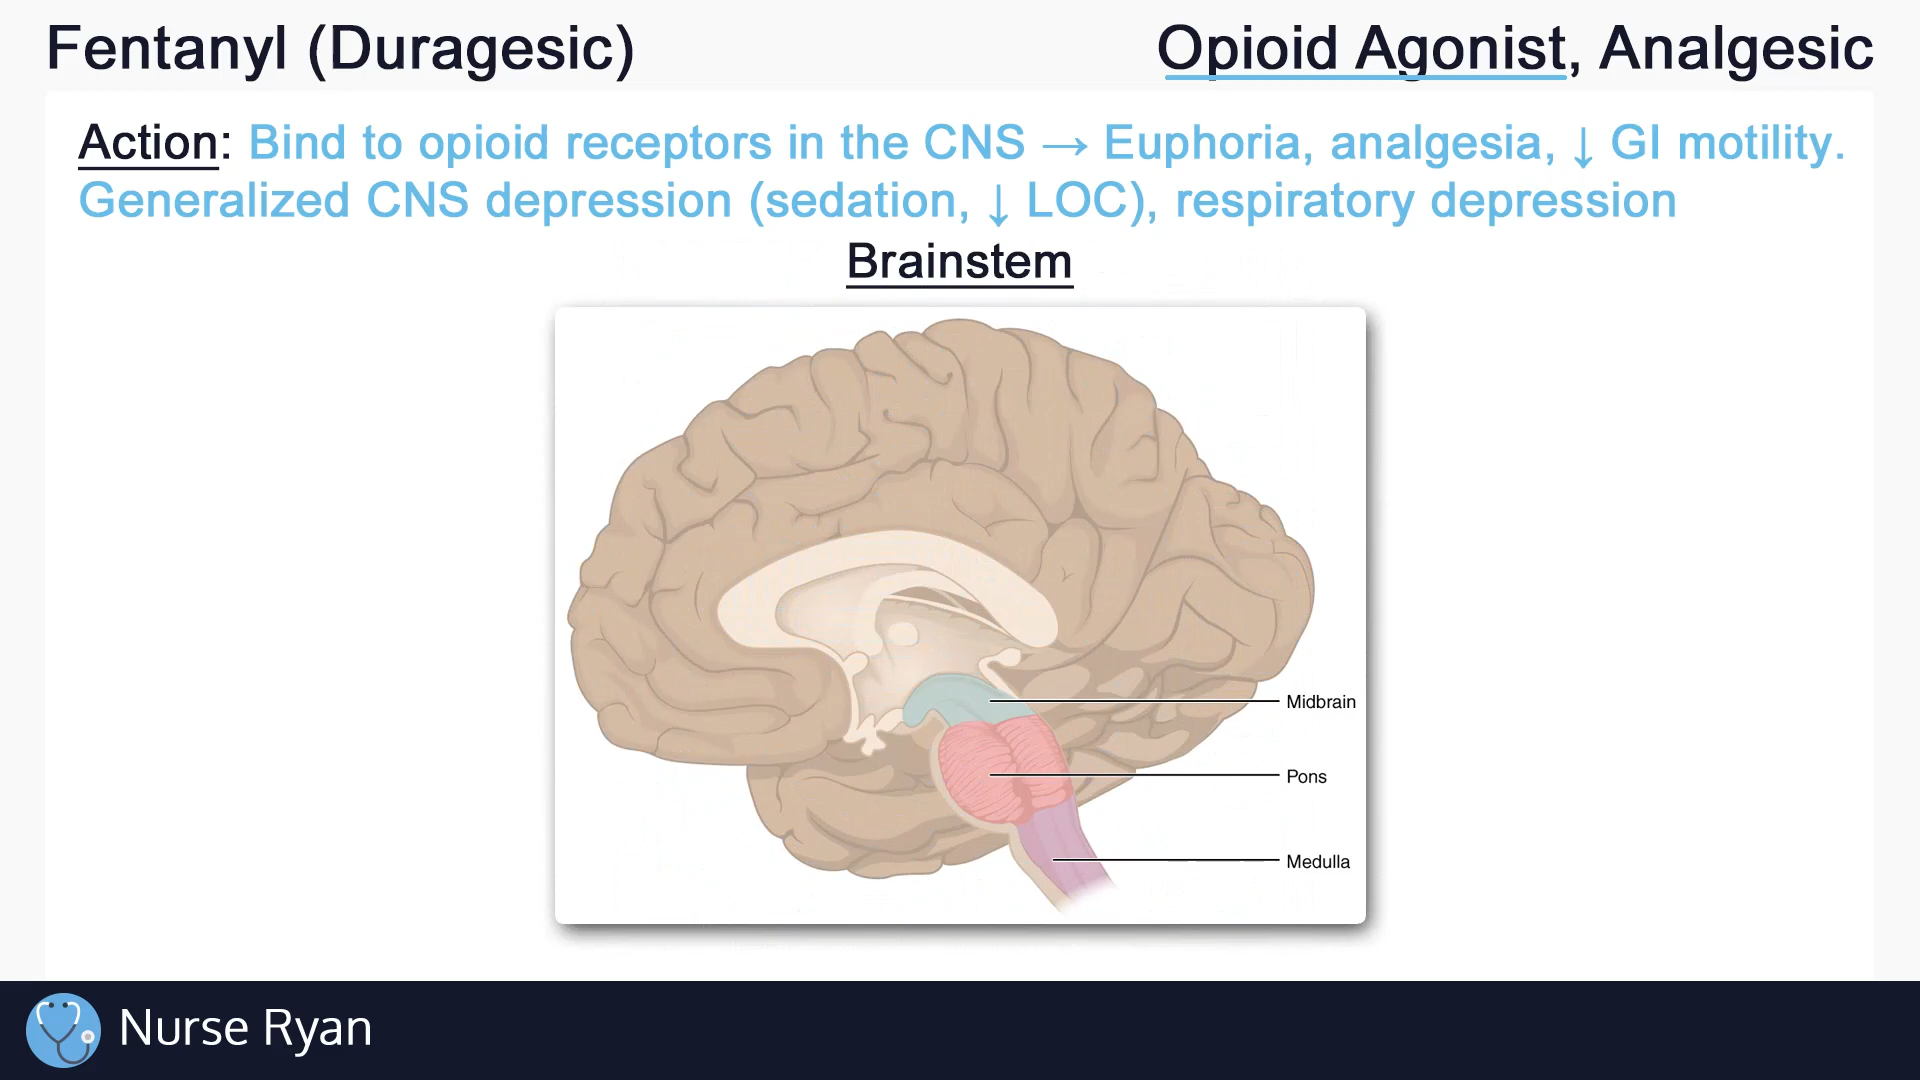 Fentanyl (Duragesic)
Opioid Agonist, Analgesic
Action: Bind to opioid receptors in the CNS → Euphoria, analgesia, ↓ GI motility.
Generalized CNS depression (sedation, ↓ LOC), respiratory depression
Brainstem
Midbrain
Pons
Medulla
Nurse Ryan